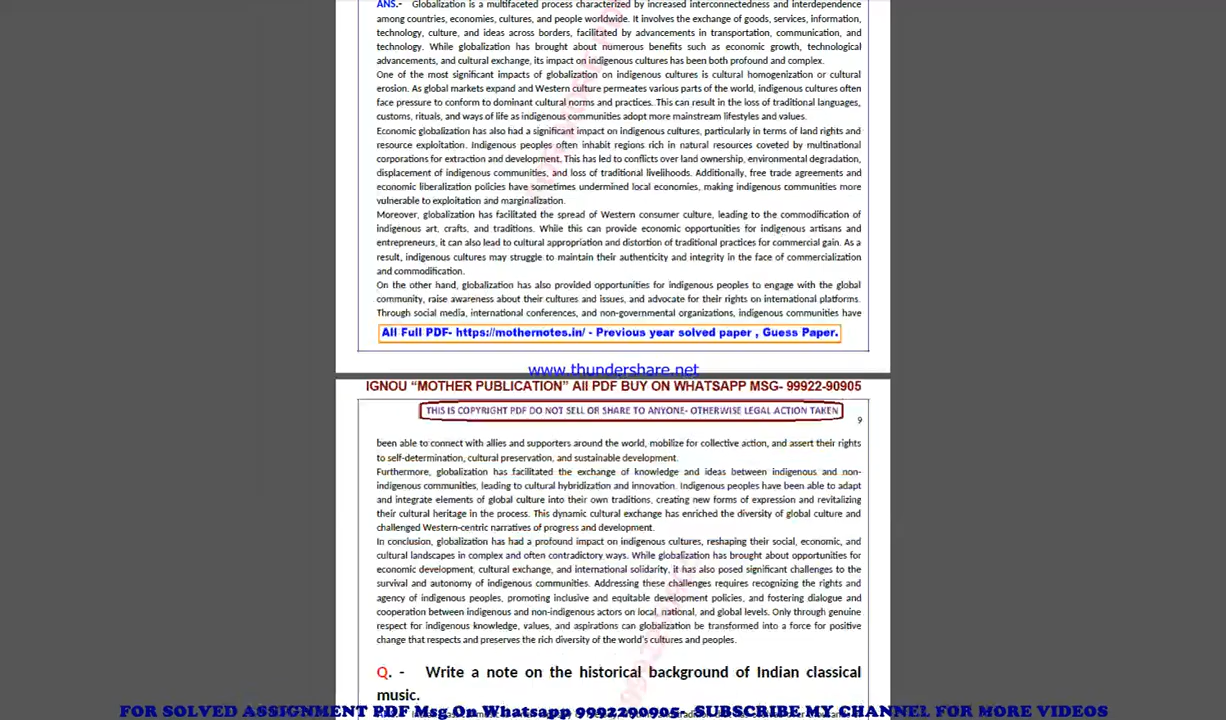 ANS.- Globalization is a multifaceted process characterized by increased interconnectedness and interdependence
among countries, economies, cultures, and people worldwide. It involves the exchange of goods, services, information,
technology, culture, and ideas across borders, facilitated by advancements in transportation, communication, and
technology. While globalization has brought about numerous benefits such as economic growth, technological
advancements, and cultural exchange, its impact on indigenous cultures has been both profound and complex.
One of the most significant impacts of globalization on indigenous cultures is cultural homogenization or cultural
erosion. As global markets expand and Western culture permeates various parts of the world, indigenous cultures often
face pressure to conform to dominant cultural norms and practices. This can result in the loss of traditional languages,
customs, rituals, and ways of life as indigenous communities adopt more mainstream lifestyles and values.
Economic globalization has also had a significant impact on indigenous cultures, particularly in terms of land rights and
resource exploitation. Indigenous peoples often inhabit regions rich in natural resources coveted by multinational
corporations for extraction and development. This has led to conflicts over land ownership, environmental degradation,
displacement of indigenous communities, and loss of traditional livelihoods. Additionally, free trade agreements and
economic liberalization policies have sometimes undermined local economies, making indigenous communities more
vulnerable to exploitation and marginalization.
Moreover, globalization has facilitated the spread of Western consumer culture, leading to the commodification of
indigenous art, crafts, and traditions. While this can provide economic opportunities for indigenous artisans and
entrepreneurs, it can also lead to cultural appropriation and distortion of traditional practices for commercial gain. As a
result, indigenous cultures may struggle to maintain their authenticity and integrity in the face of commercialization
and commodification.
On the other hand, globalization has also provided opportunities for indigenous peoples to engage with the global
community, raise awareness about their cultures and issues, and advocate for their rights on international platforms.
Through social media, international conferences, and non-governmental organizations, indigenous communities have
All Full PDF- https://mothernotes.in/ - Previous year solved paper , Guess Paper.
www.thundershare.net
IGNOU “MOTHER PUBLICATION” All PDF BUY ON WHATSAPP MSG- 99922-90905
THIS IS COPYRIGHT PDF DO NOT SELL OR SHARE TO ANYONE- OTHERWISE LEGAL ACTION TAKEN
9
been able to connect with allies and supporters around the world, mobilize for collective action, and assert their rights
to self-determination, cultural preservation, and sustainable development.
Furthermore, globalization has facilitated the exchange of knowledge and ideas between indigenous and non-
indigenous communities, leading to cultural hybridization and innovation. Indigenous peoples have been able to adapt
and integrate elements of global culture into their own traditions, creating new forms of expression and revitalizing
their cultural heritage in the process. This dynamic cultural exchange has enriched the diversity of global culture and
challenged Western-centric narratives of progress and development.
In conclusion, globalization has had a profound impact on indigenous cultures, reshaping their social, economic, and
cultural landscapes in complex and often contradictory ways. While globalization has brought about opportunities for
economic development, cultural exchange, and international solidarity, it has also posed significant challenges to the
survival and autonomy of indigenous communities. Addressing these challenges requires recognizing the rights and
agency of indigenous peoples, promoting inclusive and equitable development policies, and fostering dialogue and
cooperation between indigenous and non-indigenous actors on local, national, and global levels. Only through genuine
respect for indigenous knowledge, values, and aspirations can globalization be transformed into a force for positive
change that respects and preserves the rich diversity of the world's cultures and peoples.
Q. - Write a note on the historical background of Indian classical
music.
FOR SOLVED ASSIGNMENT PDF Msg On Whatsapp 9992290905- SUBSCRIBE MY CHANNEL FOR MORE VIDEOS